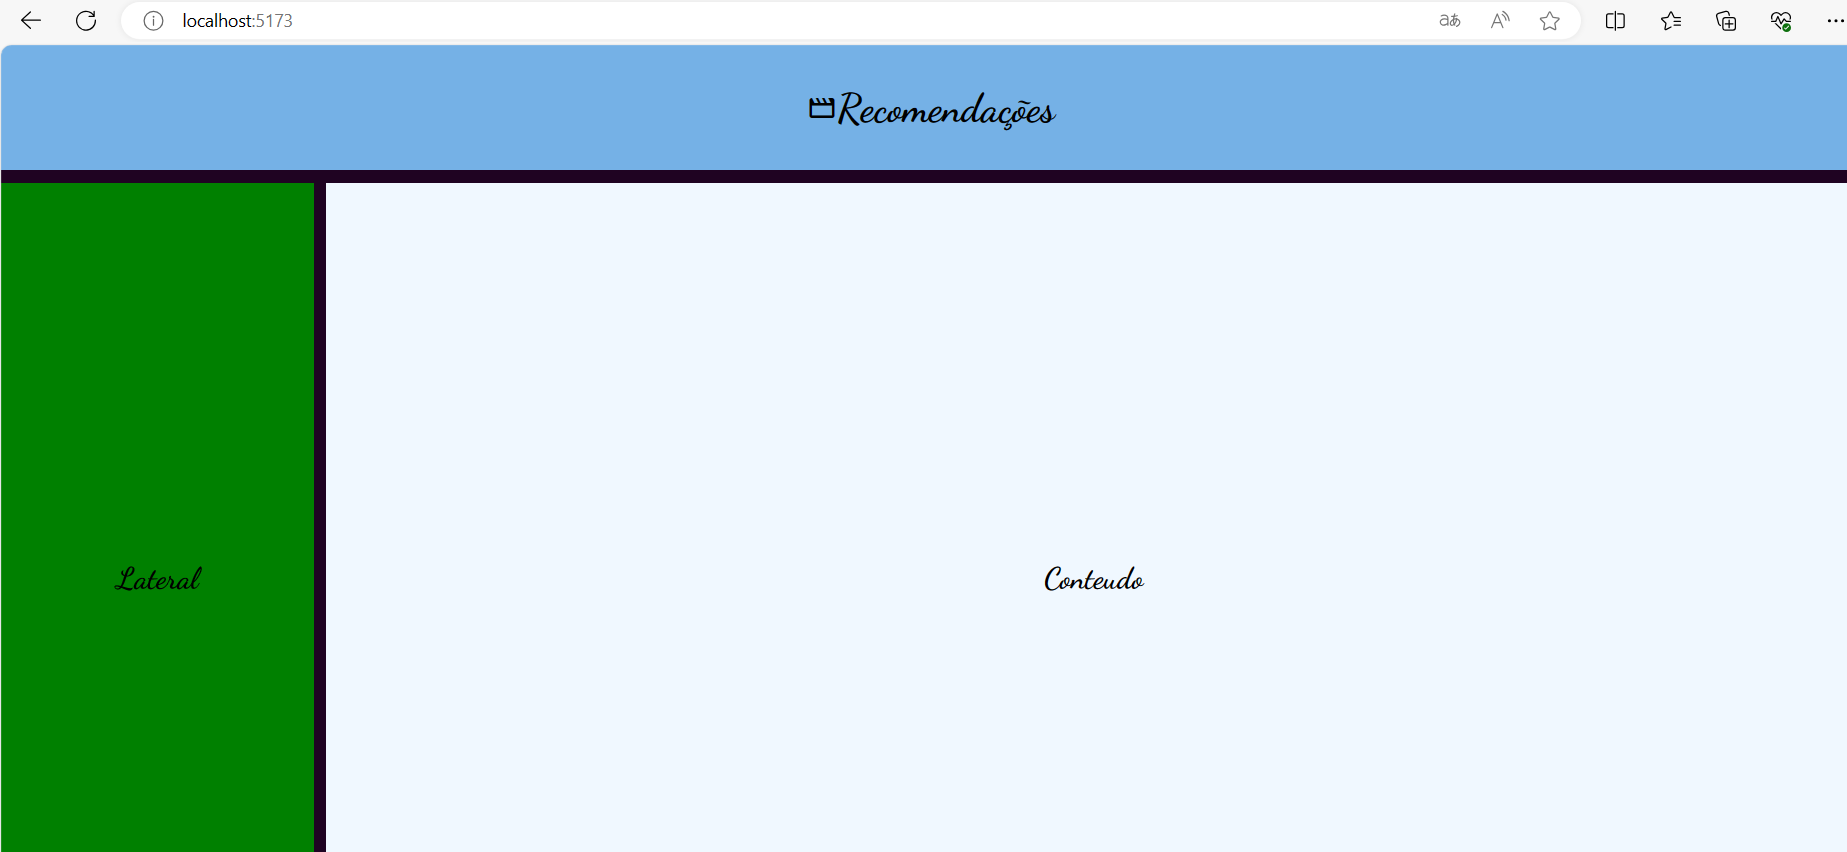 localhost:5173
Recomendações
Lateral
Conteudo